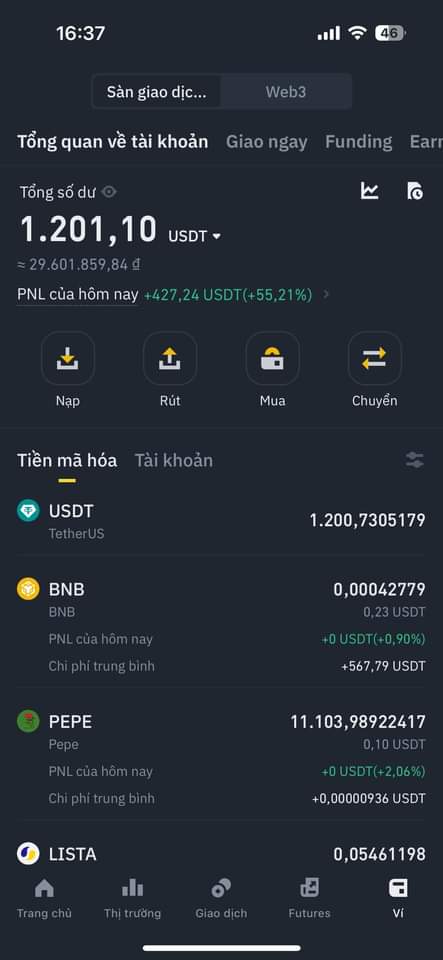 16:37
46
Sàn giao dịc...
Web3
Tổng quan về tài khoản
Giao ngay
Funding
Earr
Tổng số dư
1.201,10 USDT
≈ 29.601.859,84 ₫
PNL của hôm nay +427,24 USDT(+55,21%)
Nạp
Rút
Mua
Chuyển
Tiền mã hóa
Tài khoản
USDT
1.200,7305179
TetherUS
BNB
0,00042779
BNB
0,23 USDT
PNL của hôm nay
+0 USDT(+0,90%)
Chi phí trung bình
+567,79 USDT
PEPE
11.103,98922417
Pepe
0,10 USDT
PNL của hôm nay
+0 USDT(+2,06%)
Chi phí trung bình
+0,00000936 USDT
LISTA
0,05461198
Trang chủ
Thị trường
Giao dịch
Futures
Ví